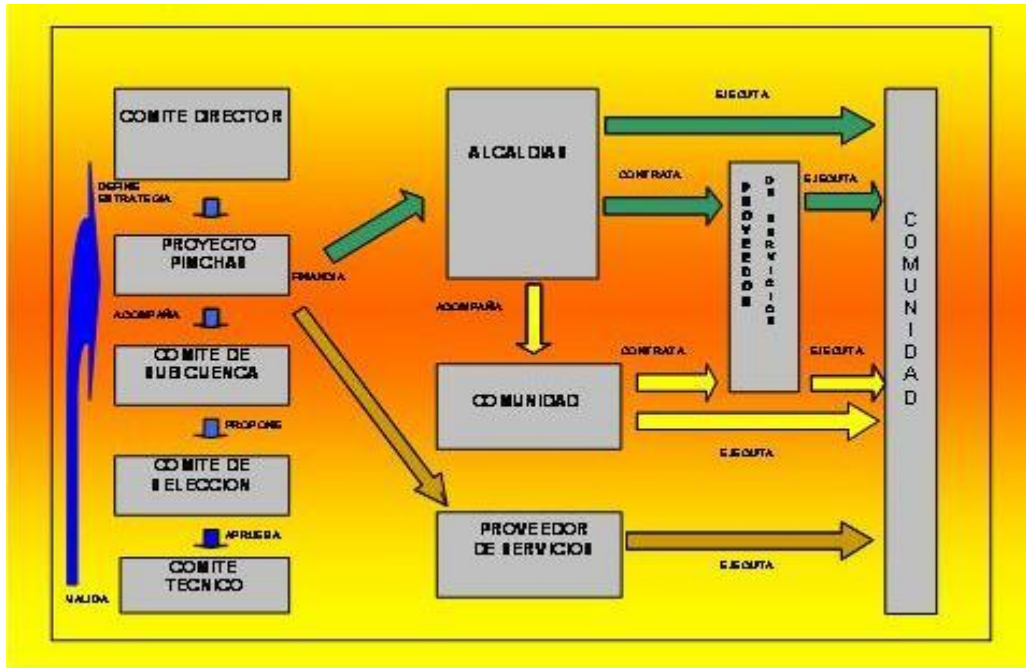 COMITE DIRECTOR
DEFINE
ESTRATEGIA
PROYECTO
PIMCHAS
FINANCIA
ACOMPAÑA
COMITE DE
SUBCUENCA
PROPONE
COMITE DE
SELECCION
APRUEBA
COMITE
TECNICO
VALIDA
ALCALDIAS
EJECUTA
CONTRATA
PROVEEDOR
DE SERVICIOS
EJECUTA
ACOMPAÑA
COMUNIDAD
CONTRATA
EJECUTA
EJECUTA
PROVEEDOR
DE SERVICIOS
EJECUTA
COMUNIDAD